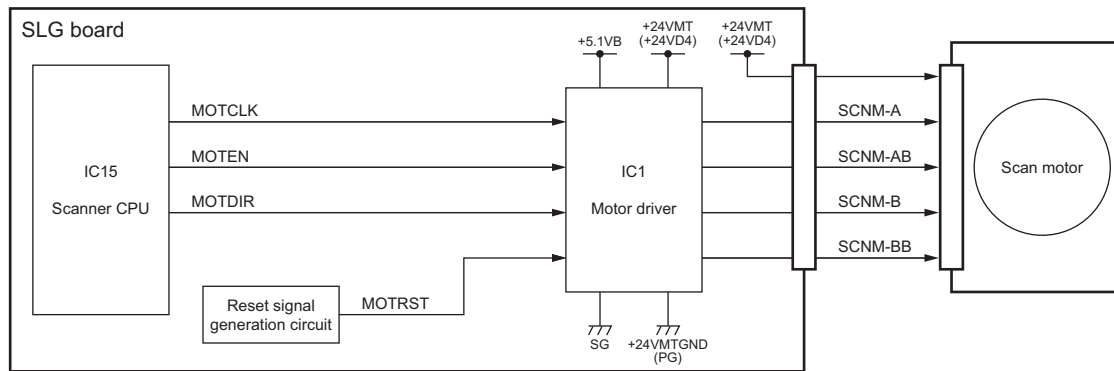 SLG board
+5.1VB
+24VMT
(+24VD4)
+24VMT
(+24VD4)
IC15
Scanner CPU
MOTCLK
MOTEN
MOTDIR
Reset signal
generation circuit
MOTRST
IC1
Motor driver
SG
+24VMTGND
(PG)
SCNM-A
SCNM-AB
SCNM-B
SCNM-BB
Scan motor